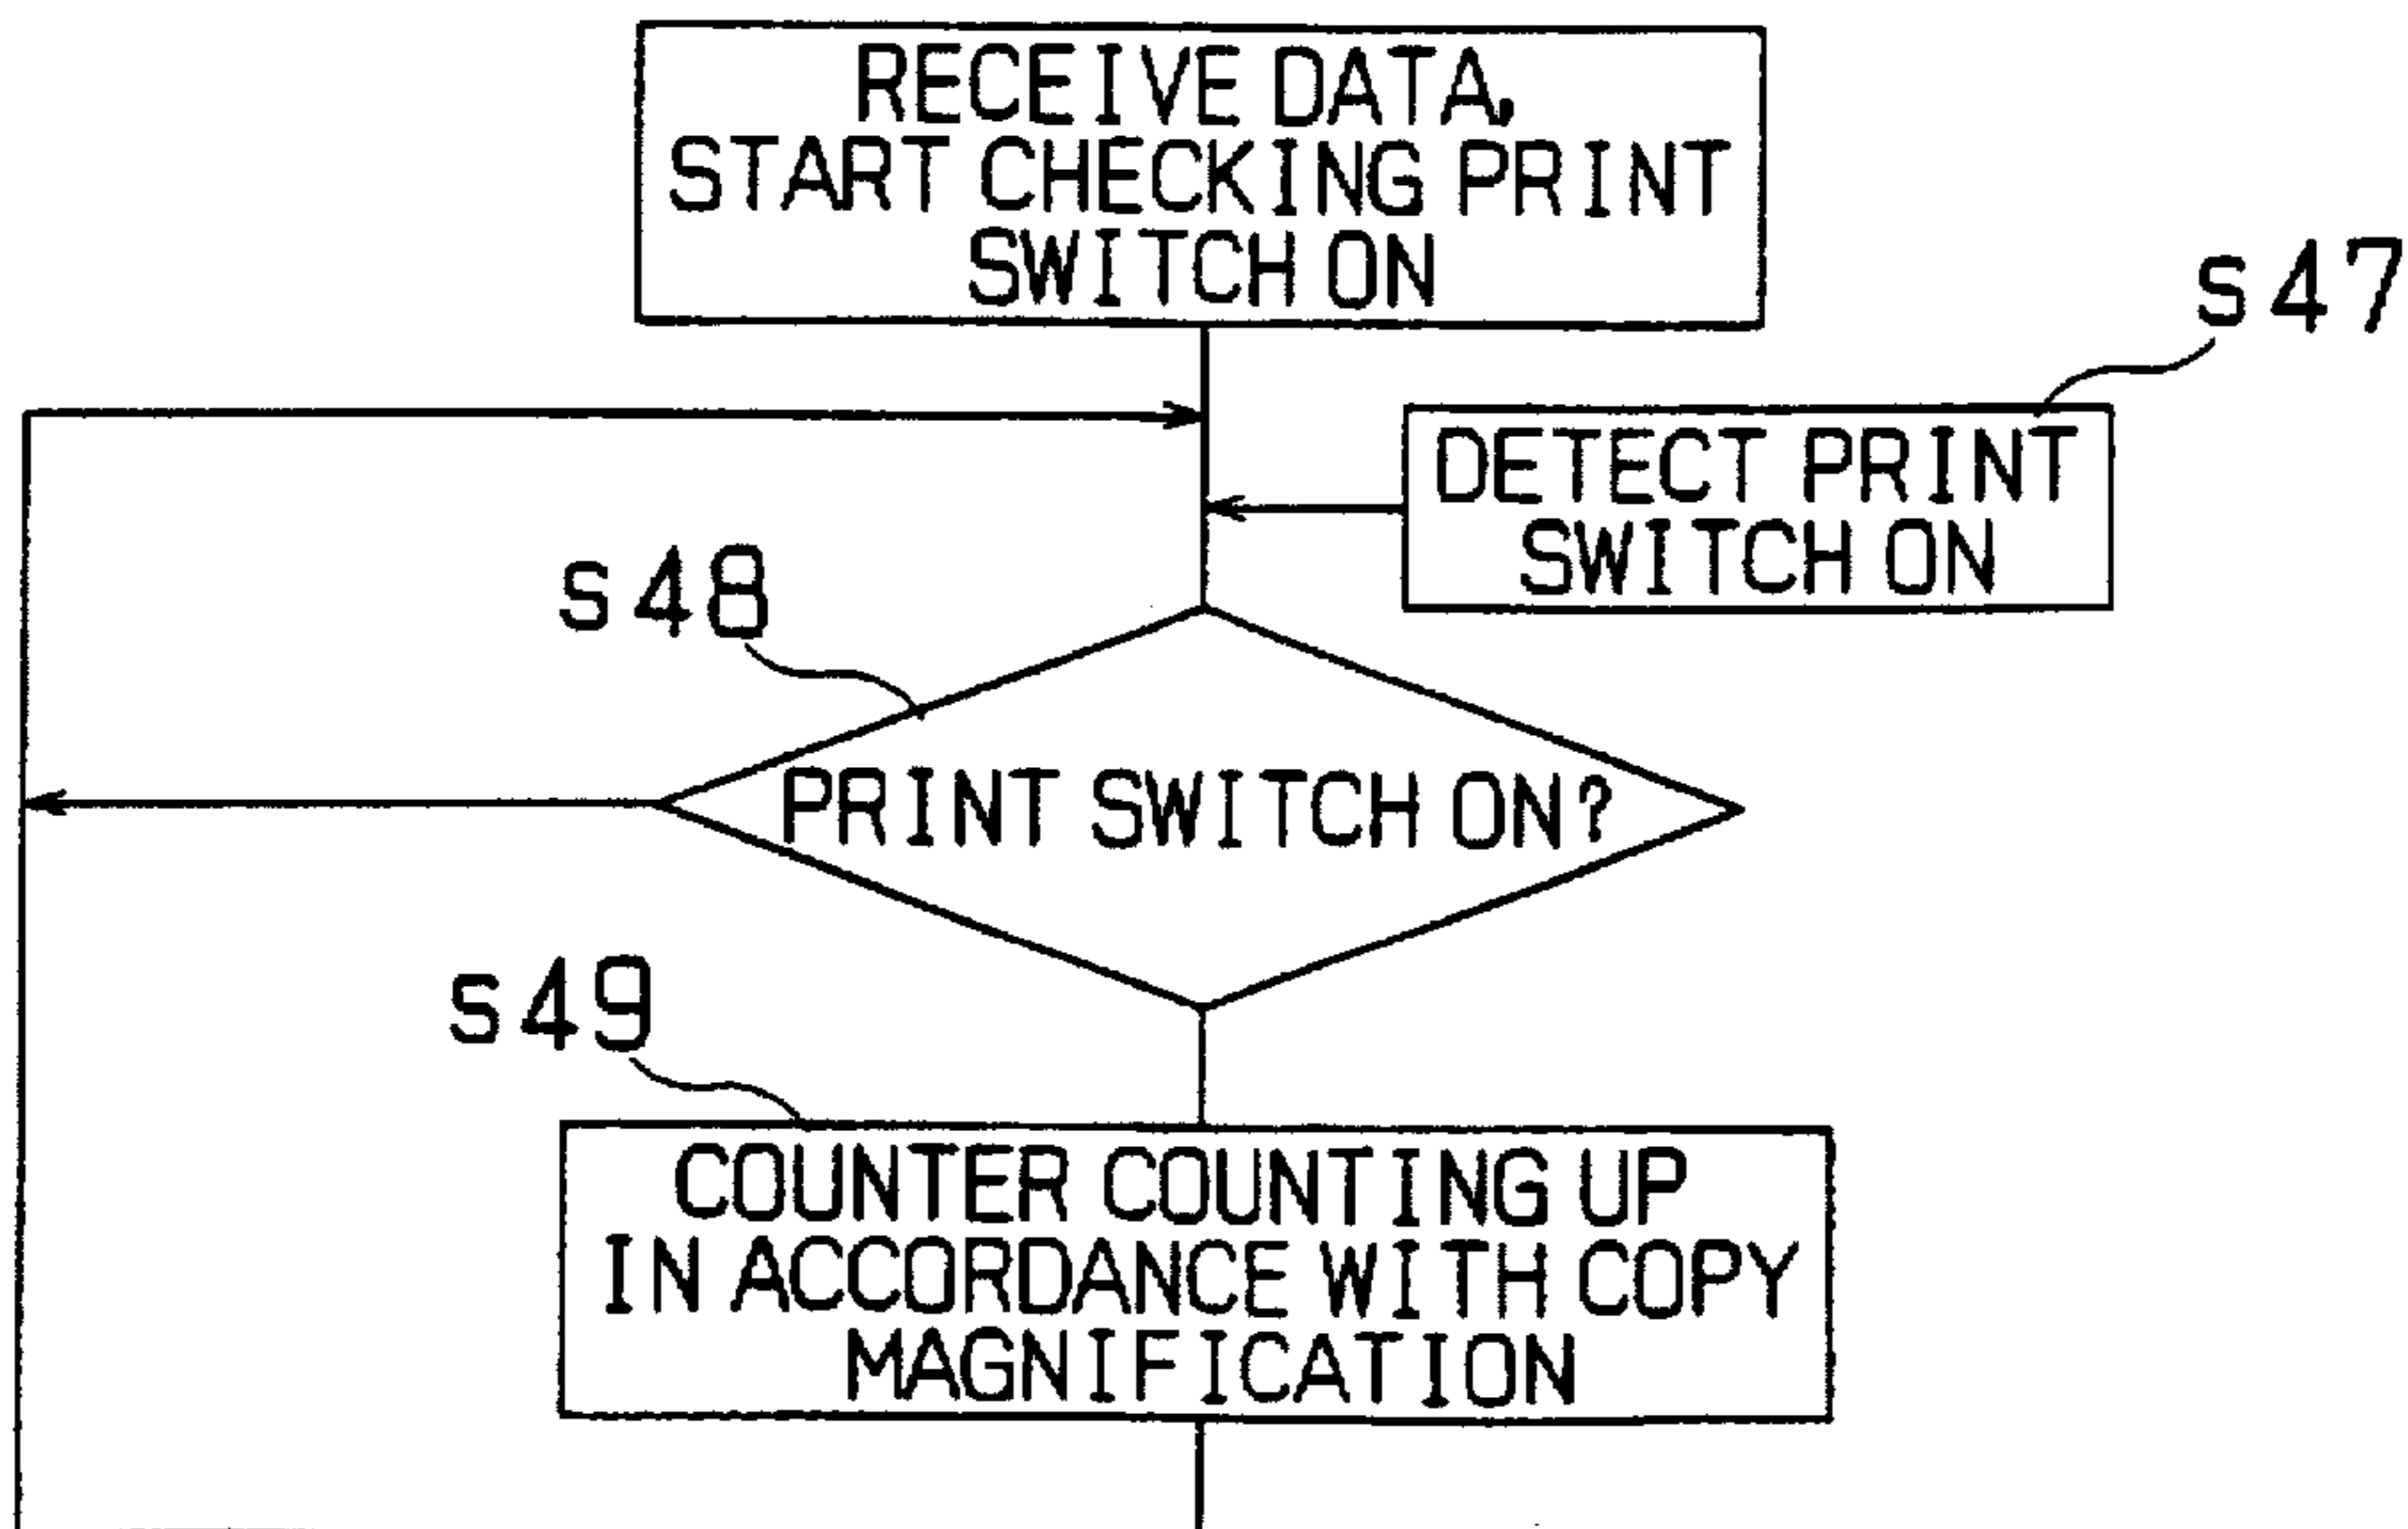 RECEIVE DATA,
START CHECKING PRINT
SWITCH ON
s47
DETECT PRINT
SWITCH ON
s48
PRINT SWITCH ON?
s49
COUNTER COUNTING UP
IN ACCORDANCE WITH COPY
MAGNIFICATION